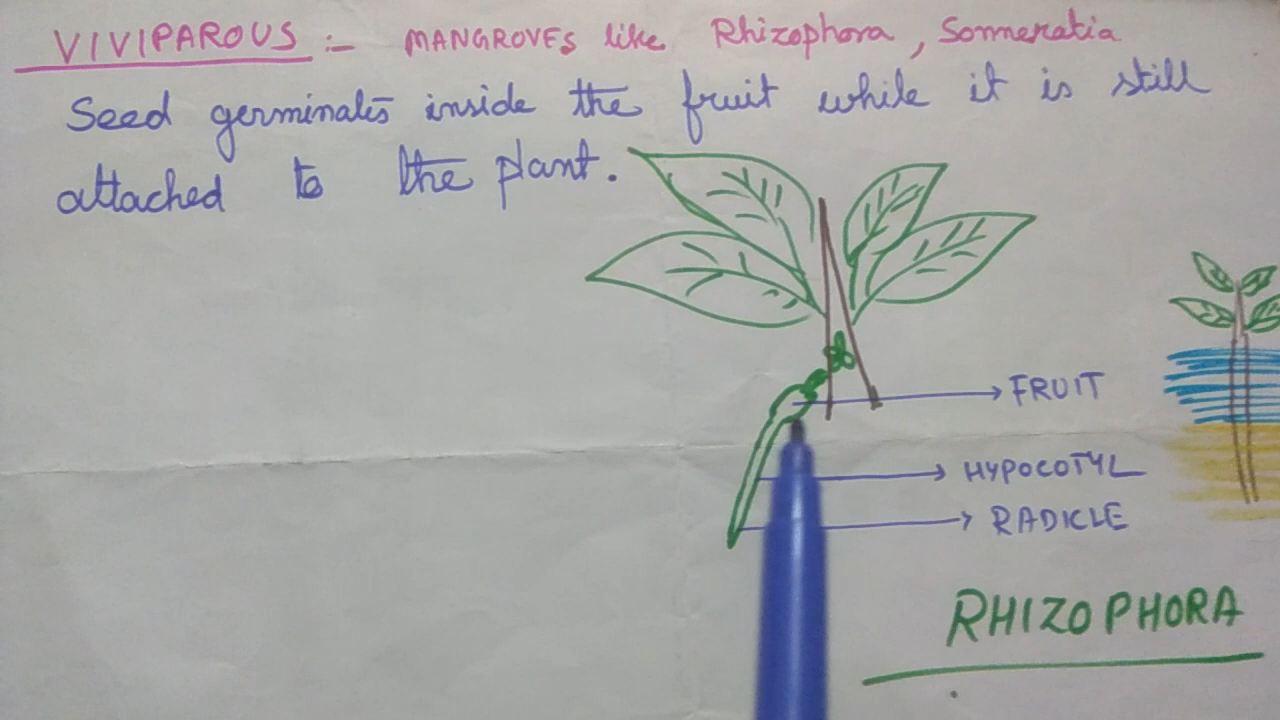 VIVIPAROUS :- MANGROVES like Rhizophora, Sonneratia
Seed germinates inside the fruit while it is still
attached to the plant.
FRUIT
HYPOCOTYL
RADICLE
RHIZOPHORA